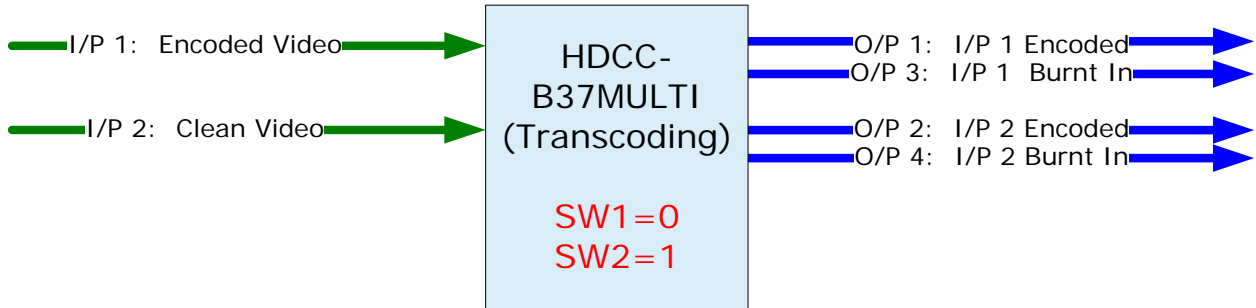 I/P 1: Encoded Video
I/P 2: Clean Video
HDCC-
B37MULTI
(Transcoding)
SW1=0
SW2=1
O/P 1: I/P 1 Encoded
O/P 3: I/P 1 Burnt In
O/P 2: I/P 2 Encoded
O/P 4: I/P 2 Burnt In